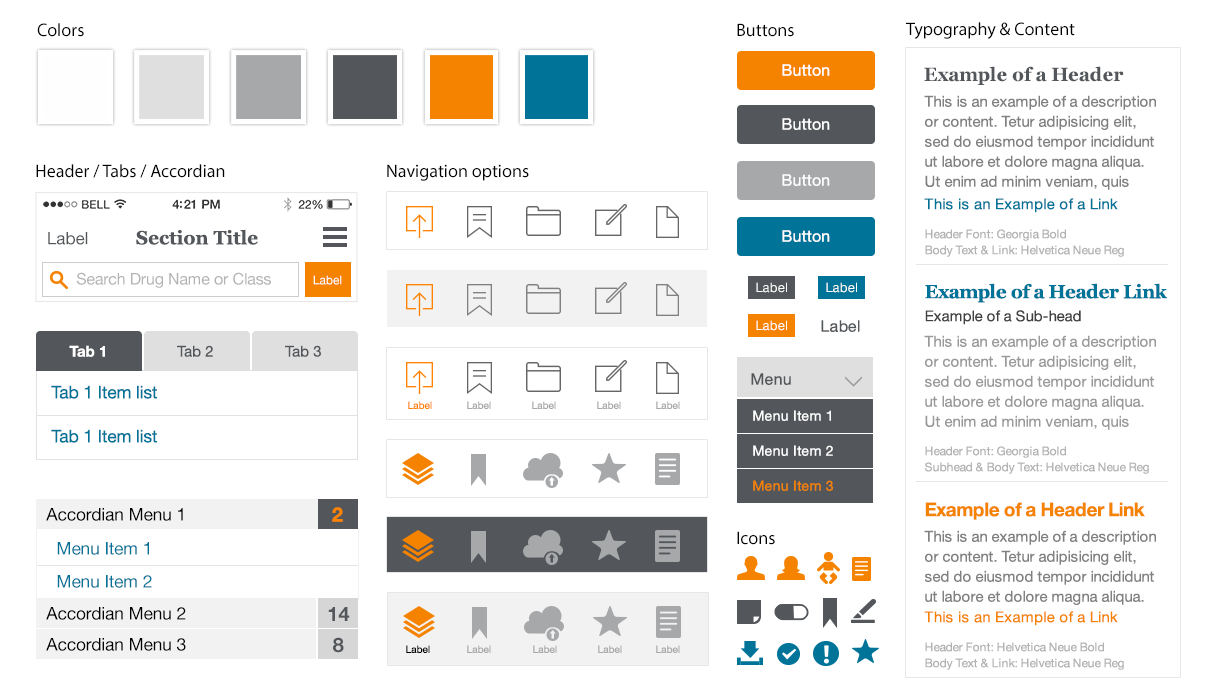 Colors
Header / Tabs / Accordian
BELL
4:21 PM
22%
Label
Section Title
Search Drug Name or Class
Label
Tab 1
Tab 2
Tab 3
Tab 1 Item list
Tab 1 Item list
Accordian Menu 1
2
Menu Item 1
Menu Item 2
Accordian Menu 2
14
Accordian Menu 3
8
Navigation options
Label
Label
Label
Label
Label
Label
Label
Label
Label
Label
Buttons
Button
Button
Button
Button
Label
Label
Label
Label
Menu
Menu Item 1
Menu Item 2
Menu Item 3
Icons
Typography & Content
Example of a Header
This is an example of a description
or content. Tetur adipisicing elit,
sed do eiusmod tempor incididunt
ut labore et dolore magna aliqua.
Ut enim ad minim veniam, quis
This is an Example of a Link
Header Font: Georgia Bold
Body Text & Link: Helvetica Neue Reg
Example of a Header Link
Example of a Sub-head
This is an example of a description
or content. Tetur adipisicing elit,
sed do eiusmod tempor incididunt
ut labore et dolore magna aliqua.
Ut enim ad minim veniam, quis
Header Font: Georgia Bold
Subhead & Body Text: Helvetica Neue Reg
Example of a Header Link
This is an example of a description
or content. Tetur adipisicing elit,
sed do eiusmod tempor incididunt
ut labore et dolore magna aliqua.
This is an Example of a Link
Header Font: Helvetica Neue Bold
Body Text & Link: Helvetica Neue Reg